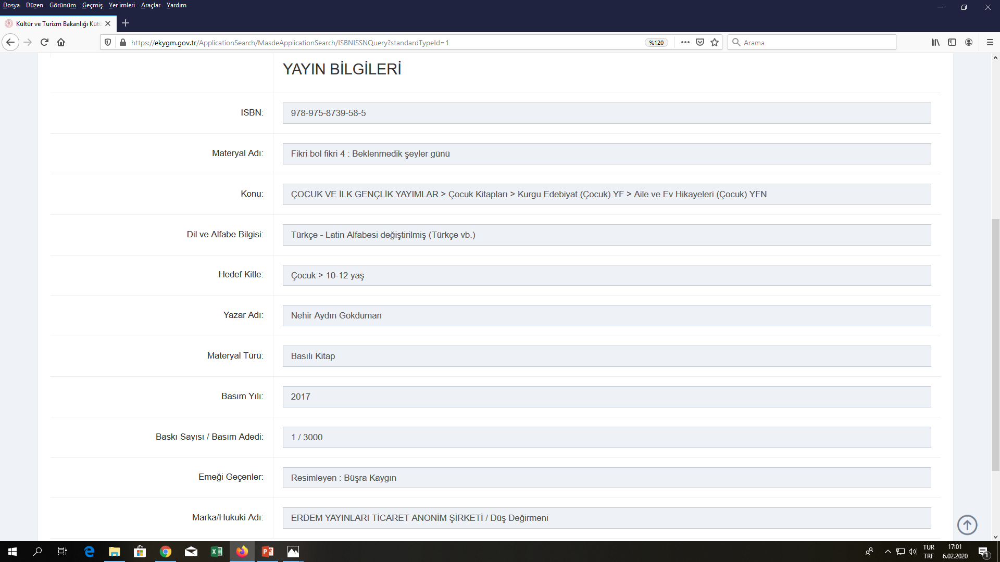 Dosya Düzen Görünüm Geçmiş Yer imleri Araçlar Yardım
Kültür ve Turizm Bakanlığı Kütü
https://ekygm.gov.tr/ApplicationSearch/MasdeApplicationSearch/ISBNISSNQuery?standardTypeId=1 %120 Arama
YAYIN BİLGİLERİ
ISBN: 978-975-8739-58-5
Materyal Adı: Fikri bol fikri 4 : Beklenmedik şeyler günü
Konu: ÇOCUK VE İLK GENÇLİK YAYIMLAR > Çocuk Kitapları > Kurgu Edebiyat (Çocuk) YF > Aile ve Ev Hikayeleri (Çocuk) YFN
Dil ve Alfabe Bilgisi: Türkçe - Latin Alfabesi değiştirilmiş (Türkçe vb.)
Hedef Kitle: Çocuk > 10-12 yaş
Yazar Adı: Nehir Aydın Gökduman
Materyal Türü: Basılı Kitap
Basım Yılı: 2017
Baskı Sayısı / Basım Adedi: 1 / 3000
Emeği Geçenler: Resimleyen : Büşra Kaygın
Marka/Hukuki Adı: ERDEM YAYINLARI TİCARET ANONİM ŞİRKETİ / Düş Değirmeni
TUR 17:01
TRF 6.02.2020 1